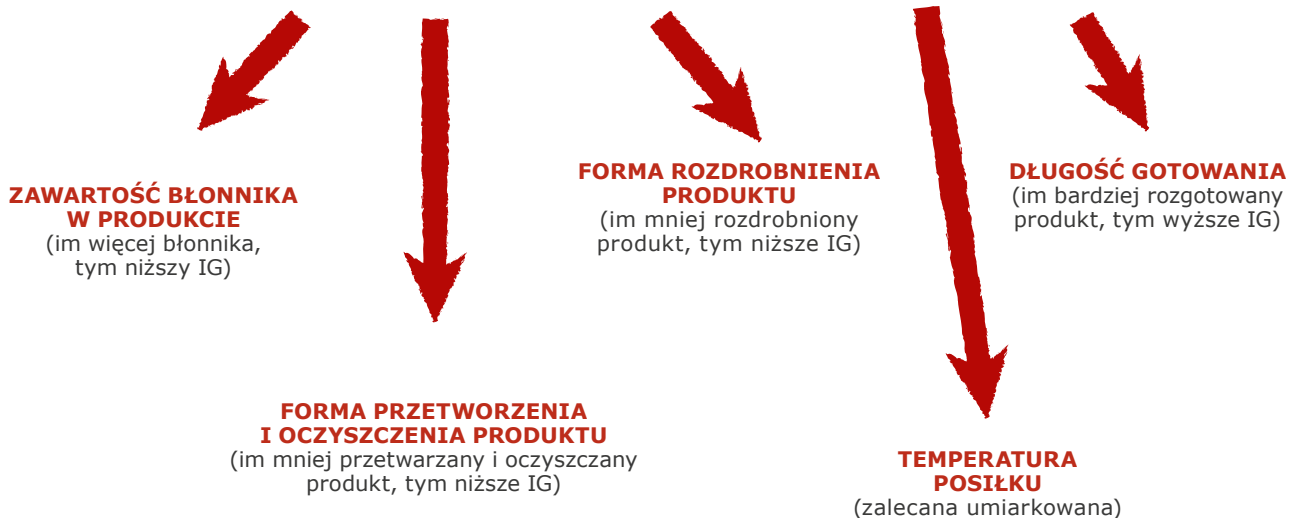 ZAWARTOŚĆ BŁONNIKA
W PRODUKCIE
(im więcej błonnika,
tym niższy IG)
FORMA PRZETWORZENIA
I OCZYSZCZENIA PRODUKTU
(im mniej przetwarzany i oczyszczany
produkt, tym niższe IG)
FORMA ROZDROBNIENIA
PRODUKTU
(im mniej rozdrobniony
produkt, tym niższe IG)
TEMPERATURA
POSIŁKU
(zalecana umiarkowana)
DŁUGOŚĆ GOTOWANIA
(im bardziej rozgotowany
produkt, tym wyższe IG)